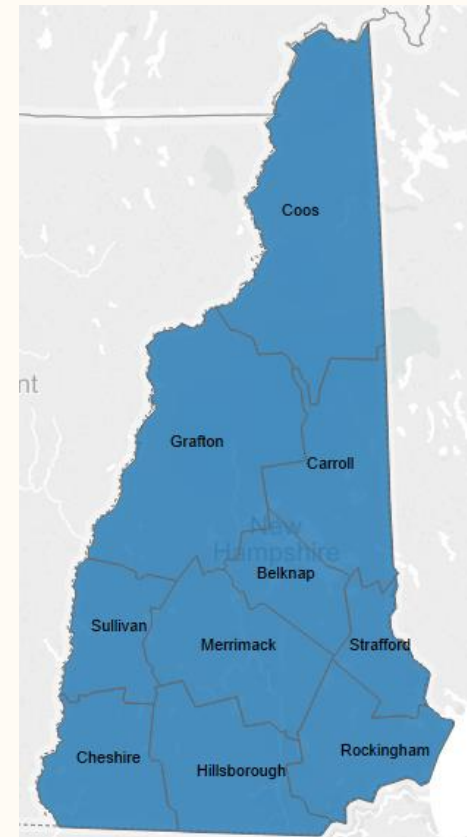 Coos
nt
Grafton
Carroll
New
Hampshire
Belknap
Sullivan
Merrimack
Strafford
Cheshire
Hillsborough
Rockingham